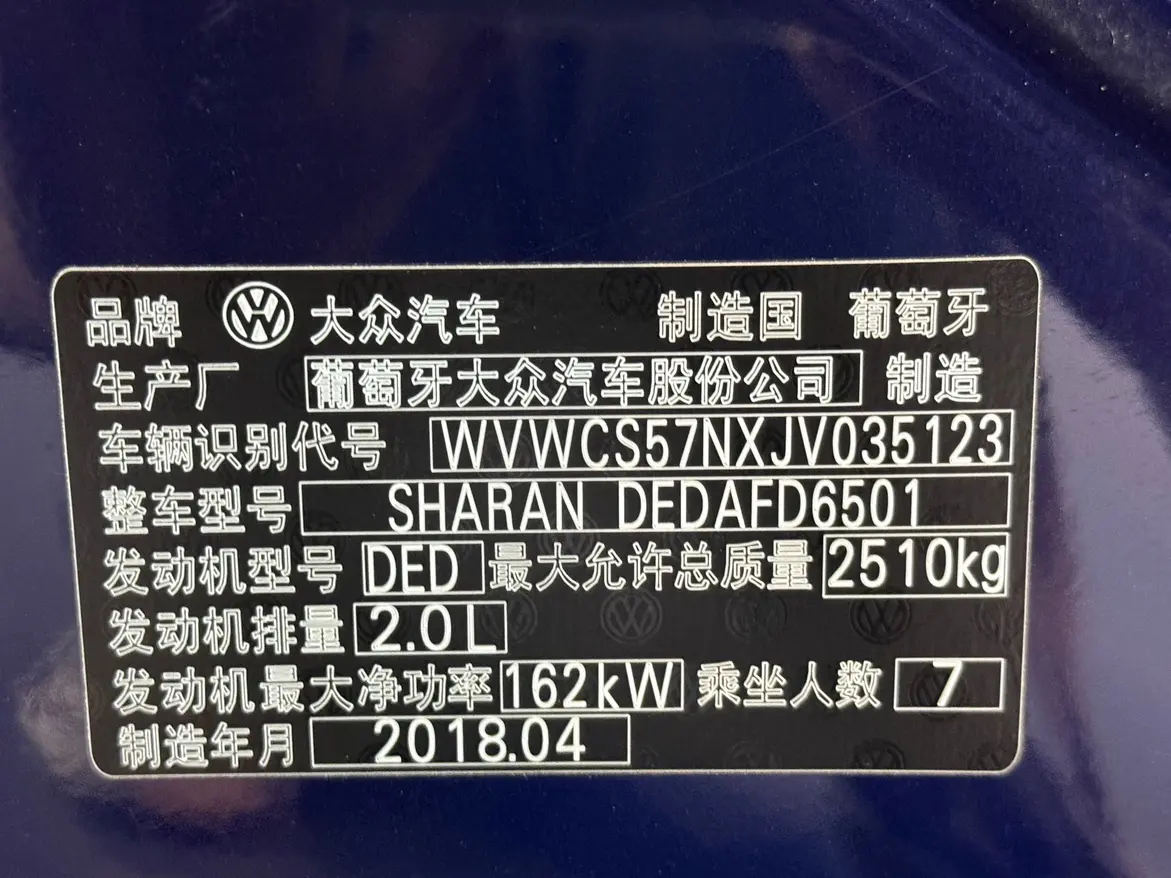 品牌 大众汽车 制造国 葡萄牙
生产厂 葡萄牙大众汽车股份公司 制造
车辆识别代号 WVWCS57NXJV035123
整车型号 SHARAN DEDAFD6501
发动机型号 DED 最大允许总质量 2510kg
发动机排量 2.0L
发动机最大净功率 162kW 乘坐人数 7
制造年月 2018.04